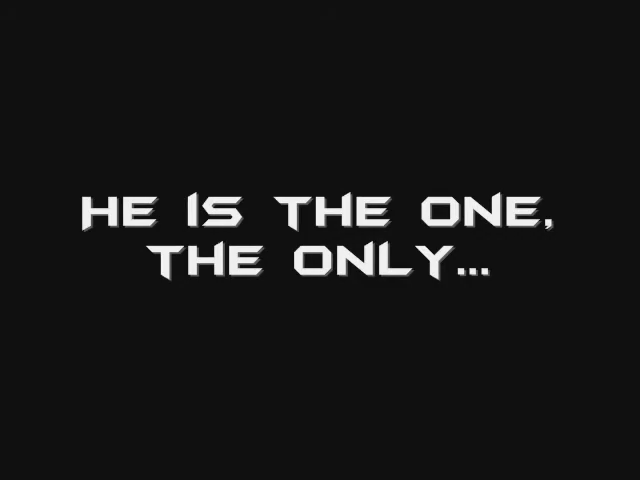 HE IS THE ONE,
THE ONLY...